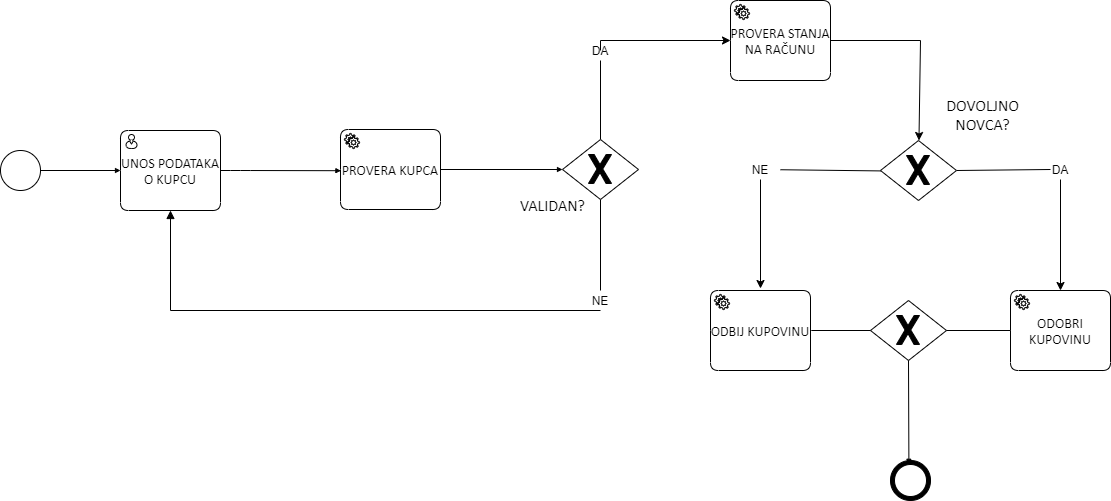 DA
PROVERA STANJA
NA RAČUNU
DOVOLJNO
NOVCA?
UNOS PODATAKA
O KUPCU
PROVERA KUPCA
X
X
NE
DA
VALIDAN?
NE
ODBIJ KUPOVINU
X
ODOBRI
KUPOVINU